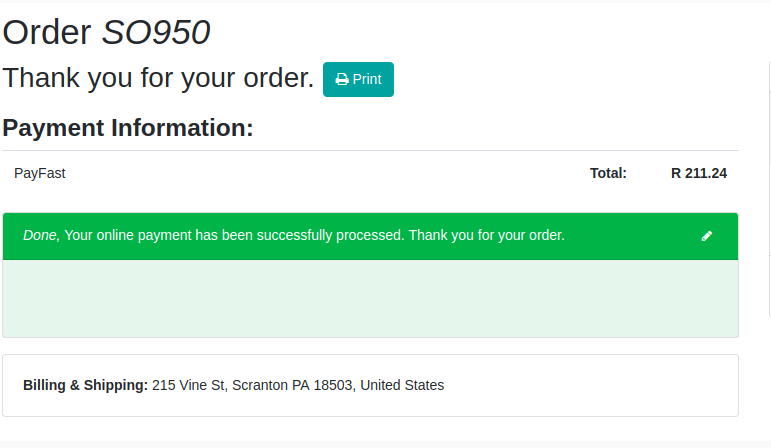 Order SO950
Thank you for your order. Print
Payment Information:
PayFast Total: R 211.24
Done, Your online payment has been successfully processed. Thank you for your order.
Billing & Shipping: 215 Vine St, Scranton PA 18503, United States